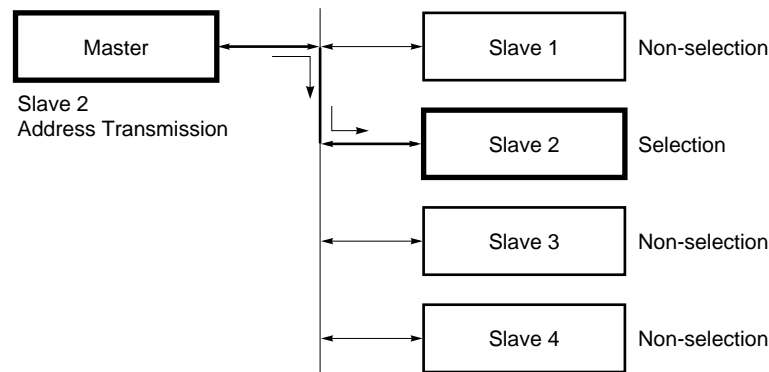 Master
Slave 1
Non-selection
Slave 2
Address Transmission
Slave 2
Selection
Slave 3
Non-selection
Slave 4
Non-selection